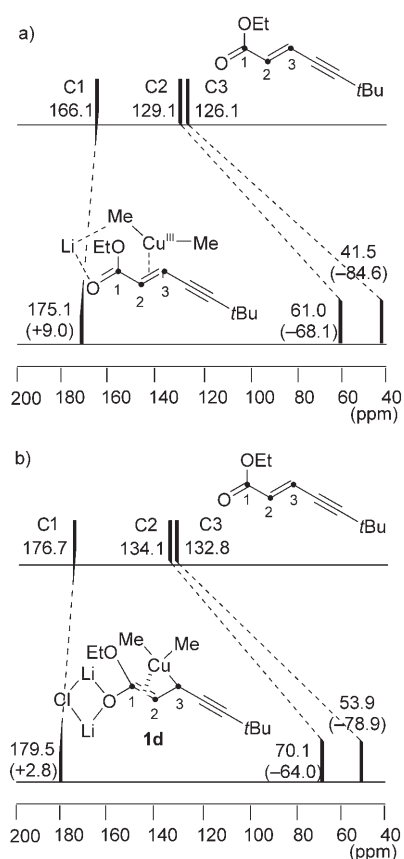 a)
OEt
O
1
2
3
tBu
C1
C2
C3
166.1
129.1
126.1
Me
Li
EtO
CuIII
Me
O
1
2
3
tBu
41.5
(–84.6)
175.1
(+9.0)
61.0
(–68.1)
200 180 160 140 120 100 80 60 40
(ppm)
b)
OEt
O
1
2
3
tBu
C1
C2
C3
176.7
134.1
132.8
Me
Me
EtO
Cu
Li
Cl
O
Li
1
2
3
tBu
1d
53.9
(–78.9)
179.5
(+2.8)
70.1
(–64.0)
200 180 160 140 120 100 80 60 40
(ppm)